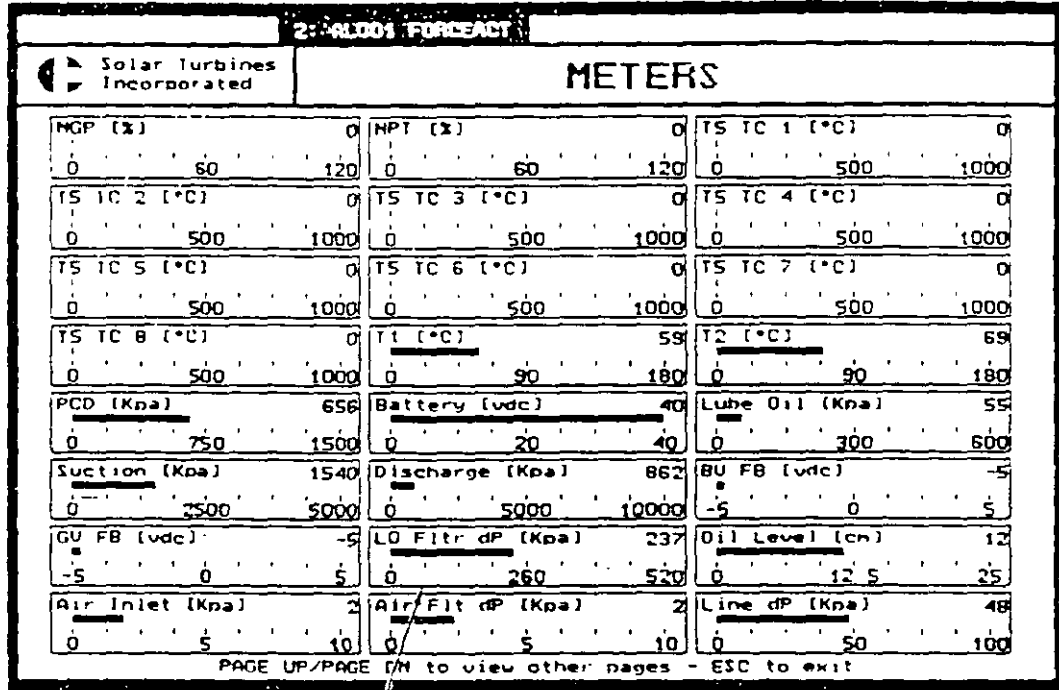 2: AL001 FORCEACT
Solar Turbines
Incorporated
METERS
NGP [%] 0
0 60 120
NPT [%] 0
0 60 120
TS TC 1 [°C] 0
0 500 1000
TS TC 2 [°C] 0
0 500 1000
TS TC 3 [°C] 0
0 500 1000
TS TC 4 [°C] 0
0 500 1000
TS TC 5 [°C] 0
0 500 1000
TS TC 6 [°C] 0
0 500 1000
TS TC 7 [°C] 0
0 500 1000
TS TC 8 [°C] 0
0 500 1000
T1 [°C] 59
0 90 180
T2 [°C] 69
0 90 180
PCD [Kpa] 656
0 750 1500
Battery [vdc] 40
0 20 40
Lube Oil [Kpa] 55
0 300 600
Suction [Kpa] 1540
0 2500 5000
Discharge [Kpa] 862
0 5000 10000
BV FB [vdc] -5
-5 0 5
GV FB [vdc] -5
-5 0 5
LO Fltr dP [Kpa] 237
0 260 520
Oil Level [cm] 12
0 12.5 25
Air Inlet [Kpa] 2
0 5 10
Air Flt dP [Kpa] 2
0 5 10
Line dP [Kpa] 48
0 50 100
PAGE UP/PAGE DN to view other pages - ESC to exit